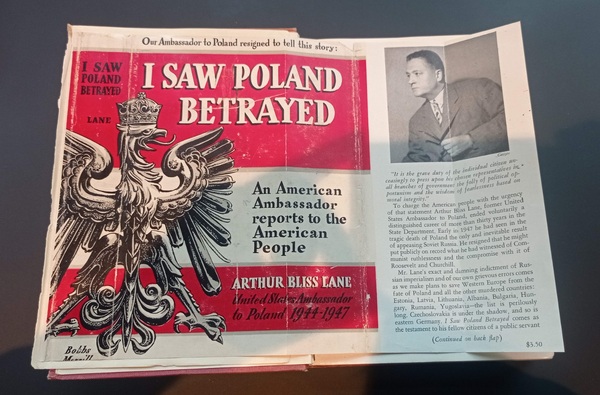 Our Ambassador to Poland resigned to tell this story:
I SAW
POLAND
BETRAYED
LANE
I SAW POLAND
BETRAYED
An American
Ambassador
reports to the
American
People
ARTHUR BLISS LANE
United States Ambassador
to Poland 1944-1947
Bobbs
Merrill
"It is the grave duty of the individual citizen un-
ceasingly to press upon his chosen representatives in,
all branches of government the folly of political op-
portunism and the wisdom of forthrightness based on
moral integrity."
To change the American people with the urgency
of that statement Arthur Bliss Lane, former United
States Ambassador to Poland, ended voluntarily a
distinguished career of more than thirty years in the
State Department. Early in 1947 he had seen in the
tragic death of Poland the only and inevitable result
of appeasing Soviet Russia. He resigned that he might
put publicly on record what he had witnessed of Com-
munist ruthlessness and the compromise with it of
Roosevelt and Churchill.
Mr. Lane's exact and damning indictment of Rus-
sian imperialism and of our own grievous errors comes
as we make plans to save Western Europe from the
fate of Poland and all the other murdered countries:
Estonia, Latvia, Lithuania, Albania, Bulgaria, Hun-
gary, Rumania, Yugoslavia—the list is perilously
long. Czechoslovakia is under the shadow, and so is
eastern Germany. I Saw Poland Betrayed comes as
the testament to his fellow citizens of a public servant
(Continued on back flap)
$3.50